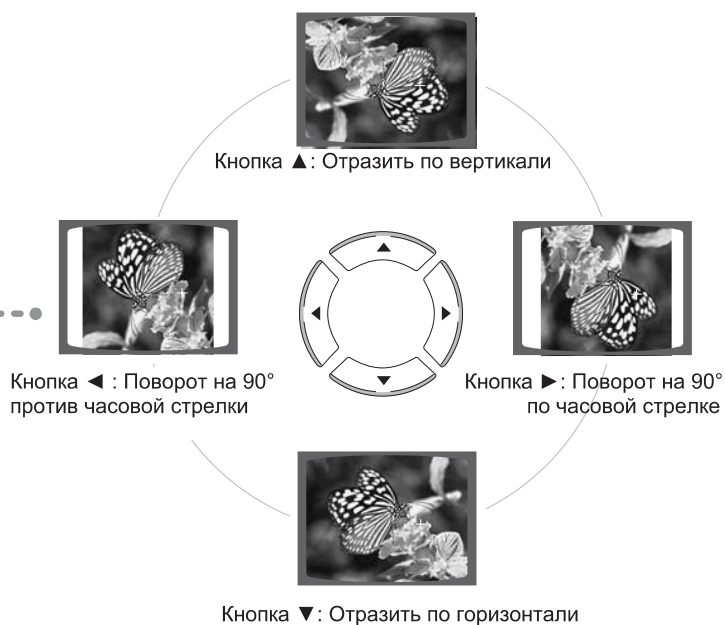 Кнопка ▲: Отразить по вертикали
Кнопка ◄ : Поворот на 90°
против часовой стрелки
Кнопка ►: Поворот на 90°
по часовой стрелке
Кнопка ▼: Отразить по горизонтали